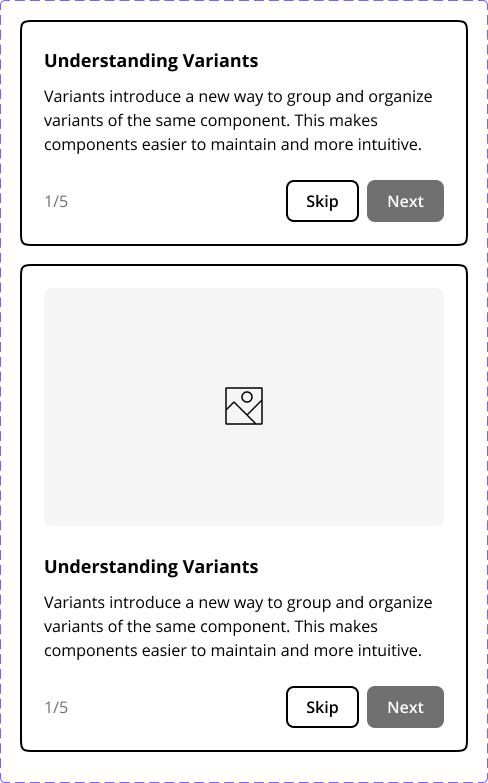 Understanding Variants
Variants introduce a new way to group and organize
variants of the same component. This makes
components easier to maintain and more intuitive.
1/5
Skip
Next
Understanding Variants
Variants introduce a new way to group and organize
variants of the same component. This makes
components easier to maintain and more intuitive.
1/5
Skip
Next